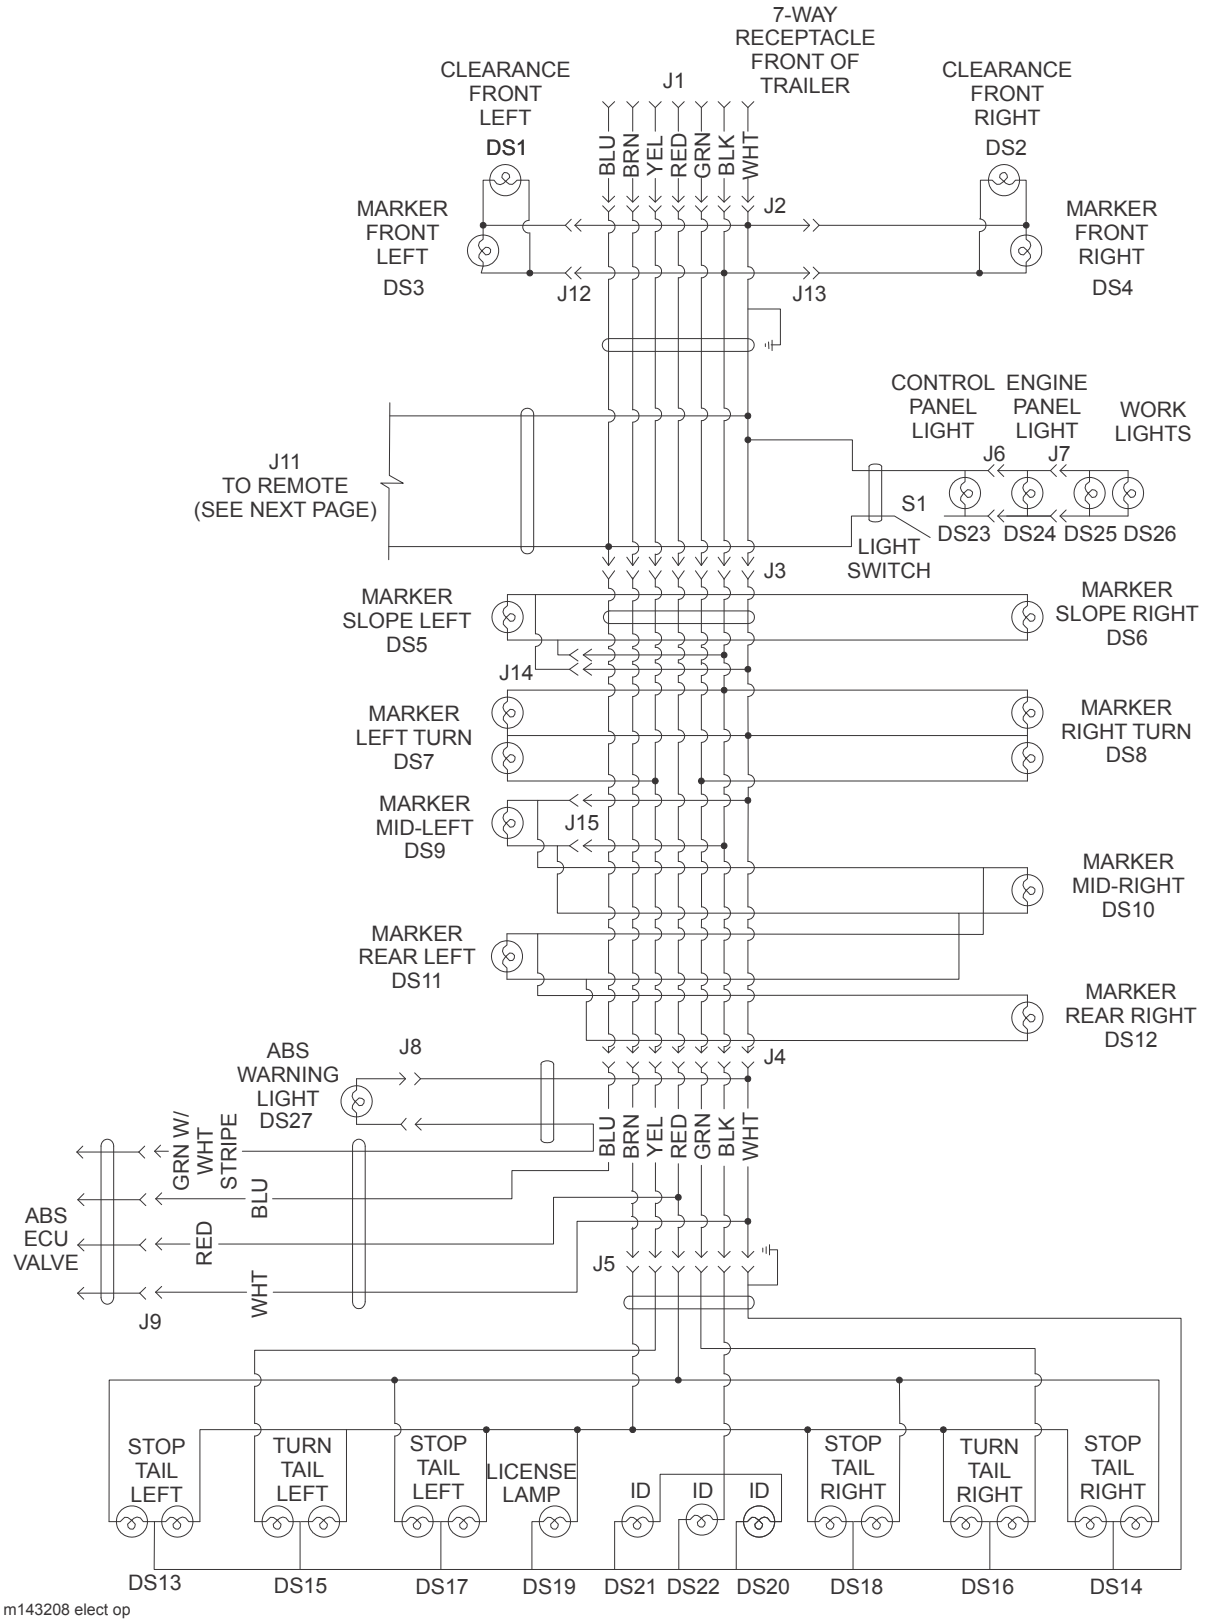 7-WAY
RECEPTACLE
FRONT OF
TRAILER
J1
CLEARANCE
FRONT
LEFT
DS1
CLEARANCE
FRONT
RIGHT
DS2
BLU
BRN
YEL
RED
GRN
BLK
WHT
J2
MARKER
FRONT
LEFT
DS3
MARKER
FRONT
RIGHT
DS4
J12
J13
CONTROL
PANEL
LIGHT
ENGINE
PANEL
LIGHT
WORK
LIGHTS
J6
J7
J11
TO REMOTE
(SEE NEXT PAGE)
S1
DS23
DS24
DS25
DS26
LIGHT
SWITCH
J3
MARKER
SLOPE LEFT
DS5
MARKER
SLOPE RIGHT
DS6
J14
MARKER
LEFT TURN
DS7
MARKER
RIGHT TURN
DS8
MARKER
MID-LEFT
DS9
J15
MARKER
MID-RIGHT
DS10
MARKER
REAR LEFT
DS11
MARKER
REAR RIGHT
DS12
J4
ABS
WARNING
LIGHT
DS27
J8
BLU
BRN
YEL
RED
GRN
BLK
WHT
GRN W/
WHT
STRIPE
BLU
RED
WHT
ABS
ECU
VALVE
J9
J5
STOP
TAIL
LEFT
TURN
TAIL
LEFT
STOP
TAIL
LEFT
LICENSE
LAMP
ID
ID
ID
STOP
TAIL
RIGHT
TURN
TAIL
RIGHT
STOP
TAIL
RIGHT
DS13
DS15
DS17
DS19
DS21
DS22
DS20
DS18
DS16
DS14
m143208 elect op